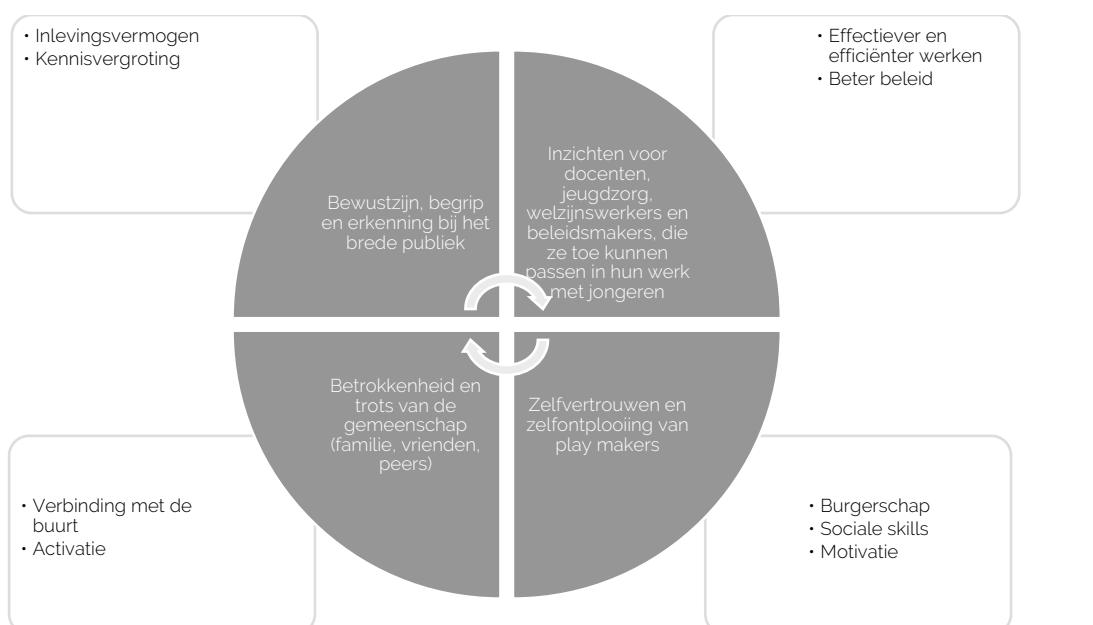 • Inlevingsvermogen
• Kennisvergroting
• Effectiever en
efficiënter werken
• Beter beleid
Bewustzijn, begrip
en erkenning bij het
brede publiek
Inzichten voor
docenten,
jeugdzorg,
welzijnswerkers en
beleidsmakers, die
ze toe kunnen
passen in hun werk
met jongeren
Betrokkenheid en
trots van de
gemeenschap
(familie, vrienden,
peers)
Zelfvertrouwen en
zelfontplooiing van
play makers
• Verbinding met de
buurt
• Activatie
• Burgerschap
• Sociale skills
• Motivatie